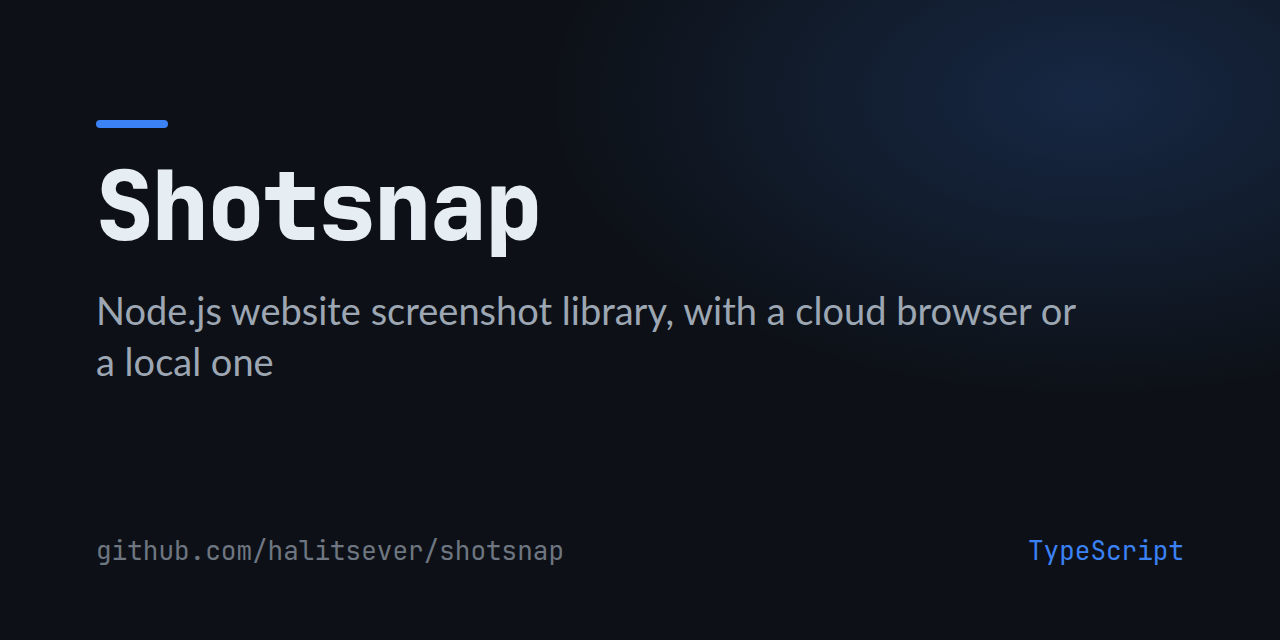 Shotsnap
Node.js website screenshot library, with a cloud browser or
a local one
github.com/halitsever/shotsnap
TypeScript